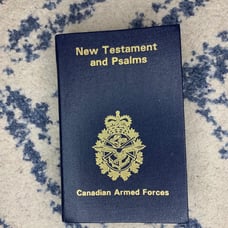 New Testament
and Psalms
Canadian Armed Forces